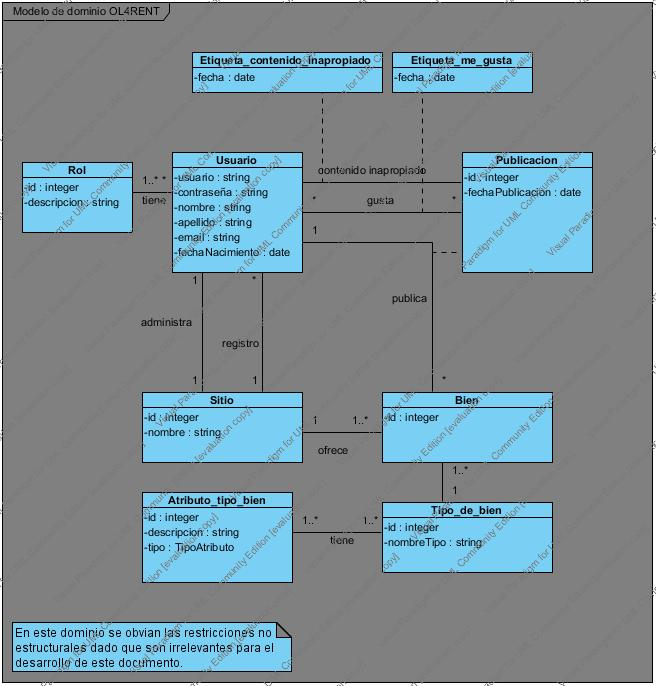 Modelo de dominio OL4RENT
Etiqueta_contenido_inapropiado
-fecha : date
Etiqueta_me_gusta
-fecha : date
Rol
-id : integer
-descripcion : string
1..* *
tiene
Usuario
-usuario : string
-contraseña : string
-nombre : string
-apellido : string
-email : string
-fechaNacimiento : date
contenido inapropiado
* gusta *
Publicacion
-id : integer
-fechaPublicacion : date
1
publica
*
1
administra
1
*
registro
1
Sitio
-id : integer
-nombre : string
1 1..*
ofrece
Bien
-id : integer
1..*
1
Atributo_tipo_bien
-id : integer
-descripcion : string
-tipo : TipoAtributo
1..* 1..*
tiene
Tipo_de_bien
-id : integer
-nombreTipo : string
En este dominio se obvian las restricciones no
estructurales dado que son irrelevantes para el
desarrollo de este documento.